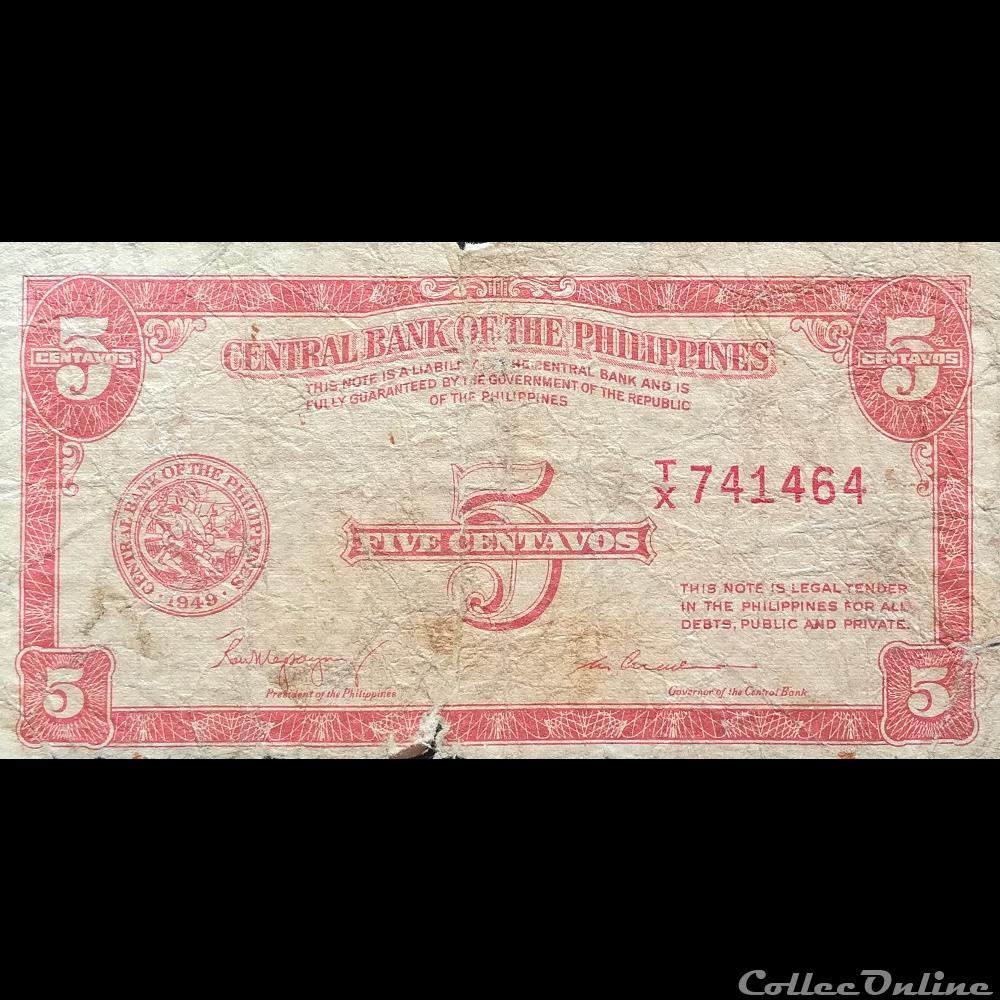 5 CENTAVOS
5 CENTAVOS
CENTRAL BANK OF THE PHILIPPINES
THIS NOTE IS A LIABILITY THE CENTRAL BANK AND IS
FULLY GUARANTEED BY THE GOVERNMENT OF THE REPUBLIC
OF THE PHILIPPINES
T/X 741464
CENTRAL BANK OF THE PHILIPPINES
· 1949 ·
5
FIVE CENTAVOS
THIS NOTE IS LEGAL TENDER
IN THE PHILIPPINES FOR ALL
DEBTS, PUBLIC AND PRIVATE.
President of the Philippines
Governor of the Central Bank
5
5
ColleeOnline